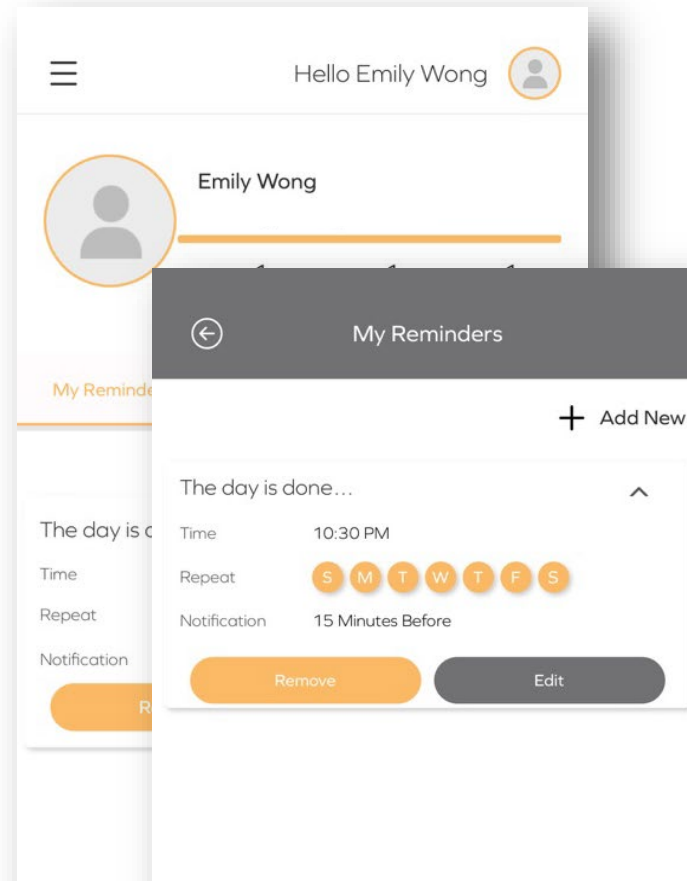 Hello Emily Wong
Emily Wong
My Reminde
The day is
Time
Repeat
Notification
R
My Reminders
+ Add New
The day is done...
Time 10:30 PM
Repeat S M T W T F S
Notification 15 Minutes Before
Remove Edit